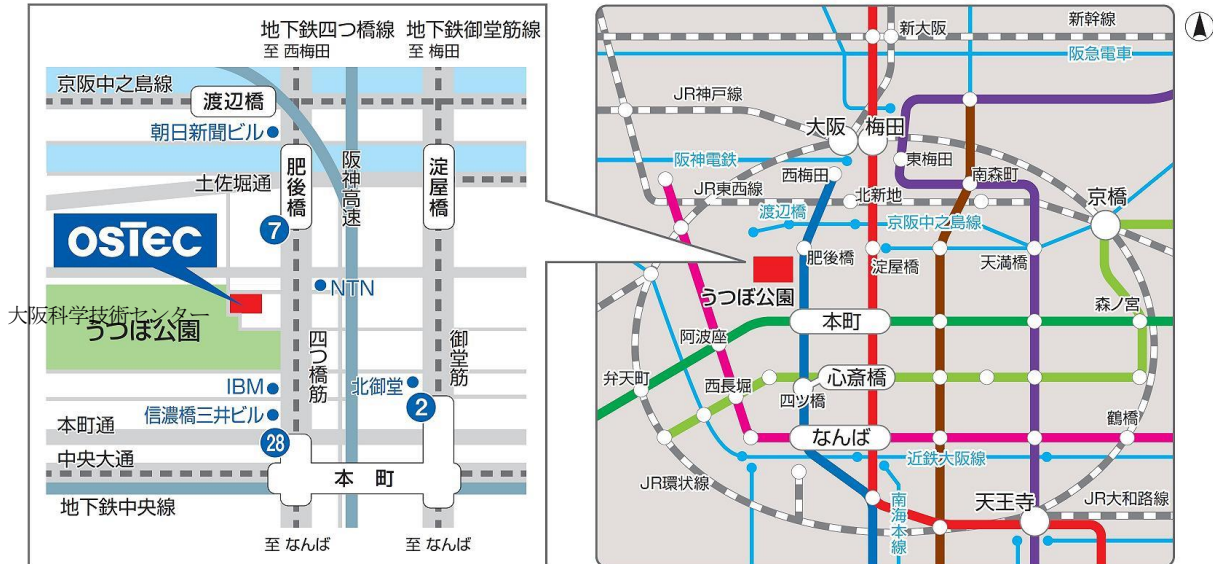 地下鉄四つ橋線
至 西梅田
地下鉄御堂筋線
至 梅田
京阪中之島線
渡辺橋
朝日新聞ビル
肥後橋
阪神高速
淀屋橋
土佐堀通
7
OSTEC
NTN
大阪科学技術センター
うつぼ公園
四つ橋筋
御堂筋
IBM
北御堂
2
信濃橋三井ビル
28
本町通
中央大通
本町
地下鉄中央線
至 なんば
至 なんば
新幹線
新大阪
阪急電車
JR神戸線
大阪
梅田
阪神電鉄
東梅田
西梅田
南森町
JR東西線
北新地
京橋
渡辺橋
京阪中之島線
肥後橋
淀屋橋
天満橋
うつぼ公園
森ノ宮
本町
阿波座
弁天町
心斎橋
西長堀
四ツ橋
なんば
鶴橋
近鉄大阪線
JR環状線
南海本線
天王寺
JR大和路線